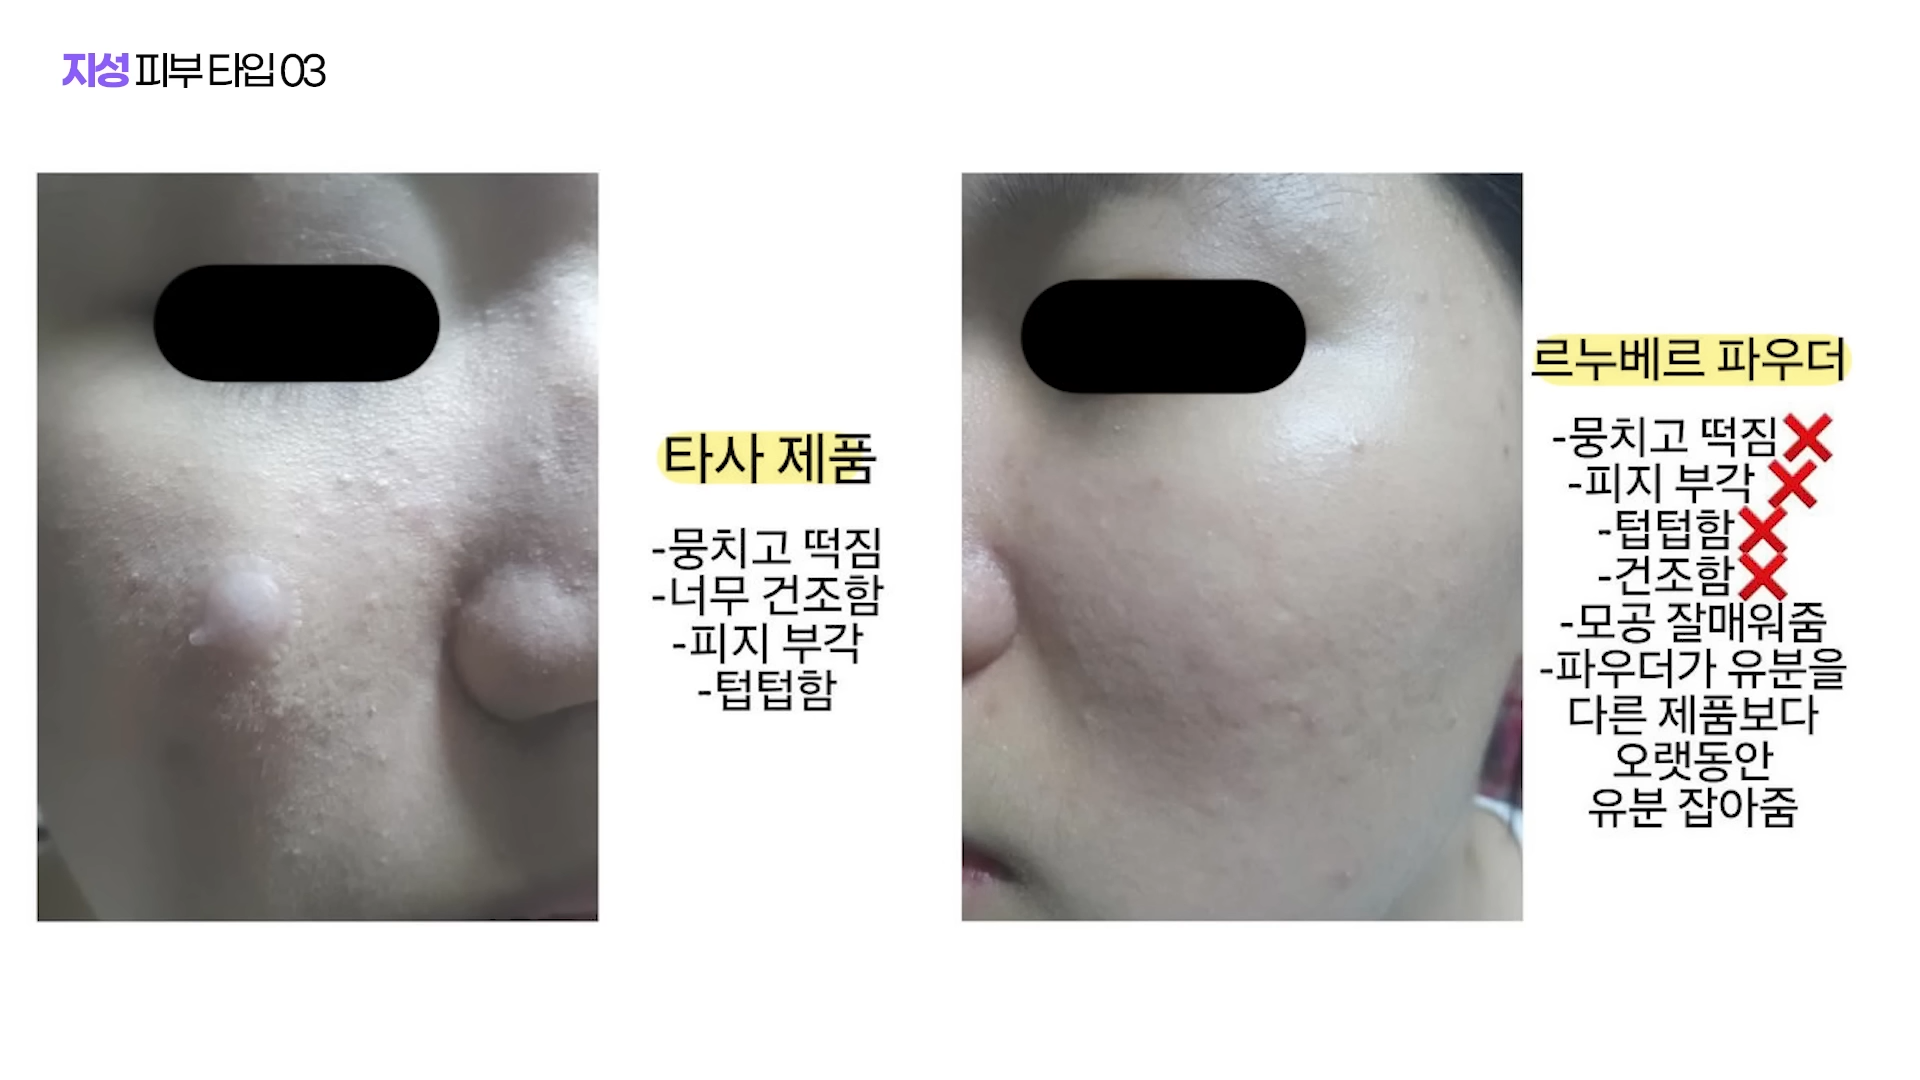 지성 피부 타입 03
타사 제품
-뭉치고 떡짐
-너무 건조함
-피지 부각
-텁텁함
르누베르 파우더
-뭉치고 떡짐❌
-피지 부각 ❌
-텁텁함❌
-건조함❌
-모공 잘매워줌
-파우더가 유분을
다른 제품보다
오랫동안
유분 잡아줌